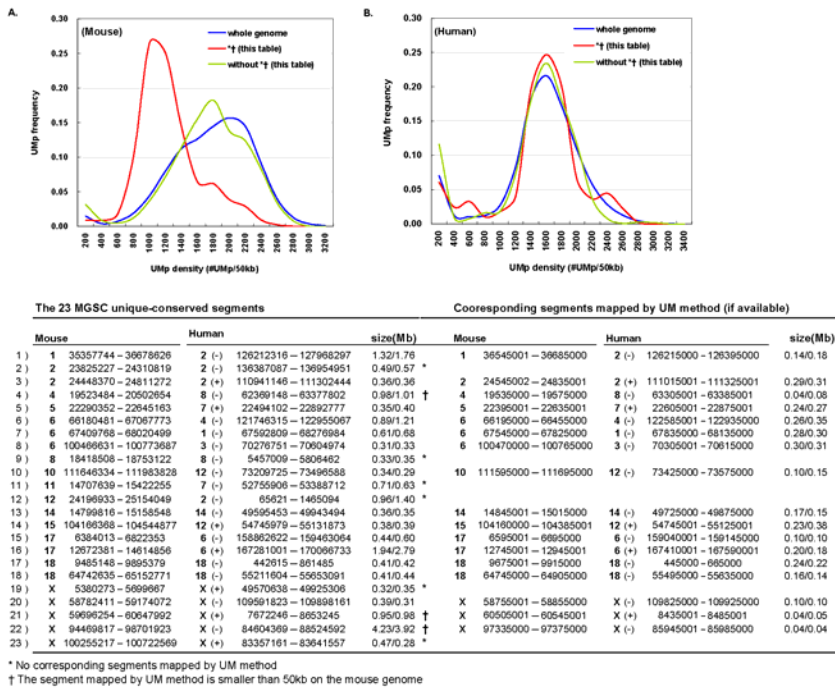 A.
(Mouse)
whole genome
*† (this table)
without *† (this table)
UMp frequency
0.30
0.25
0.20
0.15
0.10
0.05
0.00
200 400 600 800 1000 1200 1400 1600 1800 2000 2200 2400 2600 2800 3000 3200
UMp density (#UMp/50kb)
B.
(Human)
whole genome
*† (this table)
without *† (this table)
UMp frequency
0.30
0.25
0.20
0.15
0.10
0.05
0.00
200 400 600 800 1000 1200 1400 1600 1800 2000 2200 2400 2600 2800 3000 3200 3400
UMp density (#UMp/50kb)
The 23 MGSC unique-conserved segments Cooresponding segments mapped by UM method (if available)
Mouse Human size(Mb) Mouse Human size(Mb)
1 ) 1 35357744 – 36678626 2 (-) 126212316 – 127968297 1.32/1.76 1 36545001 – 36685000 2 (-) 126215000 - 126395000 0.14/0.18
2 ) 2 23825227 – 24310819 2 (-) 136387087 – 136954951 0.49/0.57 *
3 ) 2 24448370 – 24811272 2 (+) 110941146 – 111302444 0.36/0.36 2 24545002 – 24835001 2 (+) 111015001 - 111325001 0.29/0.31
4 ) 4 19523484 – 20502654 8 (-) 62369148 – 63377802 0.98/1.01 † 4 19535000 – 19575000 8 (-) 63305001 - 63385001 0.04/0.08
5 ) 5 22290352 – 22645163 7 (+) 22494102 – 22892777 0.35/0.40 5 22395001 – 22635001 7 (+) 22605001 - 22875001 0.24/0.27
6 ) 6 66180481 – 67067773 4 (-) 121746315 – 122955067 0.89/1.21 6 66195000 – 66455000 4 (-) 122585001 - 122935000 0.26/0.35
7 ) 6 67409768 – 68020499 1 (-) 67592809 – 68276984 0.61/0.68 6 67545000 – 67825000 1 (-) 67835000 – 68135000 0.28/0.30
8 ) 6 100466631 – 100773687 3 (-) 70276751 – 70604974 0.31/0.33 6 100470000 – 100765000 3 (-) 70305001 – 70615000 0.30/0.31
9 ) 8 18418508 – 18753122 8 (-) 5457009 – 5806462 0.33/0.35 *
10 ) 10 111646334 – 111983828 12 (-) 73209725 – 73496588 0.34/0.29 10 111595000 – 111695000 12 (-) 73425000 – 73575000 0.10/0.15
11 ) 11 14707639 – 15422255 7 (-) 52755906 – 53388712 0.71/0.63 *
12 ) 12 24196933 – 25154049 2 (-) 65621 – 1465094 0.96/1.40 *
13 ) 14 14799816 – 15158548 14 (-) 49595453 – 49943494 0.36/0.35 14 14845001 – 15015000 14 (-) 49725000 – 49875000 0.17/0.15
14 ) 15 104166368 – 104544877 12 (+) 54745979 – 55131873 0.38/0.39 15 104160000 – 104385001 12 (+) 54745001 – 55125001 0.23/0.38
15 ) 17 6384013 – 6822353 6 (-) 158862622 – 159463064 0.44/0.60 17 6595001 – 6695000 6 (-) 159040001 – 159145000 0.10/0.10
16 ) 17 12672381 – 14614856 6 (+) 167281001 – 170066733 1.94/2.79 17 12745001 – 12945001 6 (+) 167410001 – 167590001 0.20/0.18
17 ) 18 9485148 – 9895379 18 (-) 442615 – 861485 0.41/0.42 18 9675001 – 9915000 18 (-) 445000 – 665000 0.24/0.22
18 ) 18 64742635 – 65152771 18 (-) 55211604 – 55653091 0.41/0.44 18 64745000 – 64905000 18 (-) 55495000 – 55635000 0.16/0.14
19 ) X 5380273 – 5699667 X (+) 49570638 – 49925306 0.32/0.35 *
20 ) X 58782411 – 59174072 X (-) 109591823 – 109898161 0.39/0.31 X 58755001 – 58855000 X (-) 109825000 – 109925000 0.10/0.10
21 ) X 59696254 – 60647992 X (+) 7672246 – 8653245 0.95/0.98 † X 60505001 – 60545001 X (+) 8435001 – 8485001 0.04/0.05
22 ) X 94469817 – 98701923 X (-) 84604369 – 88524592 4.23/3.92 † X 97335000 – 97375000 X (-) 85945000 – 85985000 0.04/0.04
23 ) X 100255217 – 100722569 X (+) 83357161 – 83641557 0.47/0.28 *
* No corresponding segments mapped by UM method
† The segment mapped by UM method is smaller than 50kb on the mouse genome